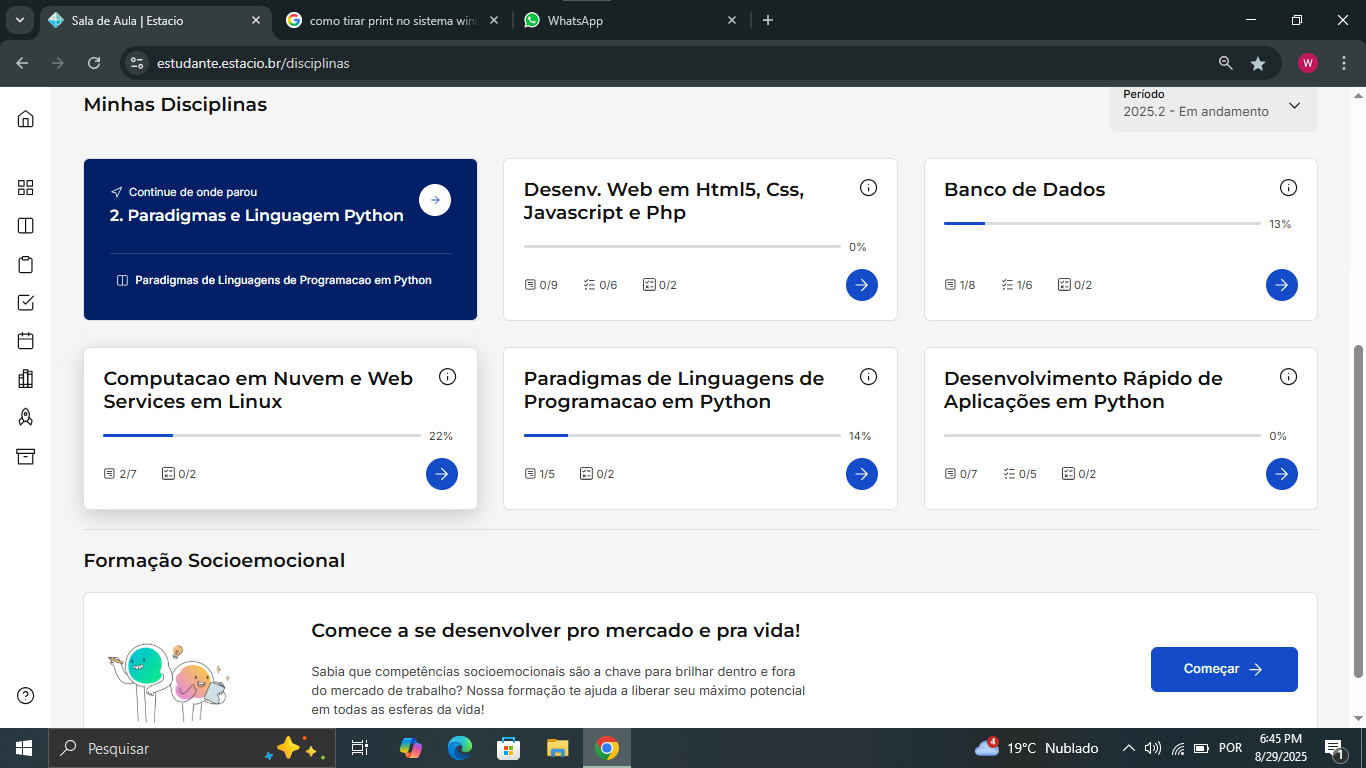 Sala de Aula | Estacio
como tirar print no sistema win
WhatsApp
estudante.estacio.br/disciplinas
W
Minhas Disciplinas
Período
2025.2 - Em andamento
Continue de onde parou
2. Paradigmas e Linguagem Python
Paradigmas de Linguagens de Programacao em Python
Desenv. Web em Html5, Css,
Javascript e Php
0%
0/9 0/6 0/2
Banco de Dados
13%
1/8 1/6 0/2
Computacao em Nuvem e Web
Services em Linux
22%
2/7 0/2
Paradigmas de Linguagens de
Programacao em Python
14%
1/5 0/2
Desenvolvimento Rápido de
Aplicações em Python
0%
0/7 0/5 0/2
Formação Socioemocional
Comece a se desenvolver pro mercado e pra vida!
Sabia que competências socioemocionais são a chave para brilhar dentro e fora
do mercado de trabalho? Nossa formação te ajuda a liberar seu máximo potencial
em todas as esferas da vida!
Começar
Pesquisar
4
19°C Nublado
POR
6:45 PM
8/29/2025
1